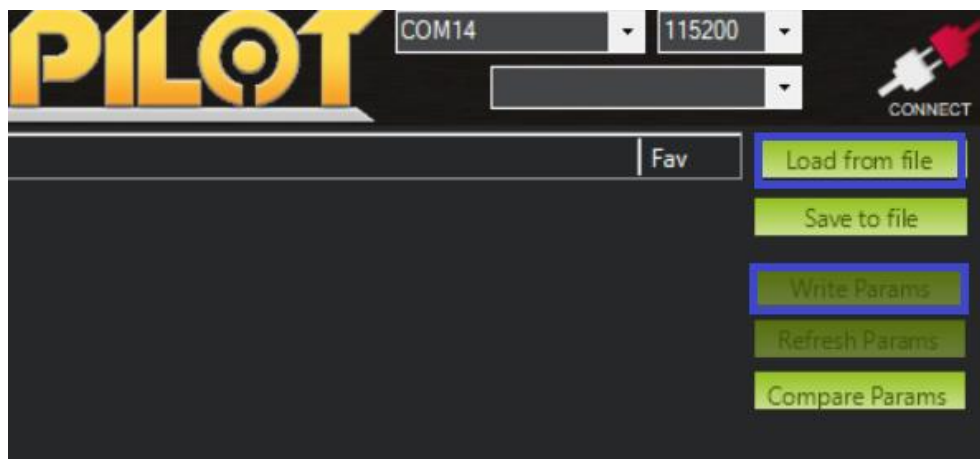 PILOT
COM14
115200
CONNECT
Fav
Load from file
Save to file
Write Params
Refresh Params
Compare Params